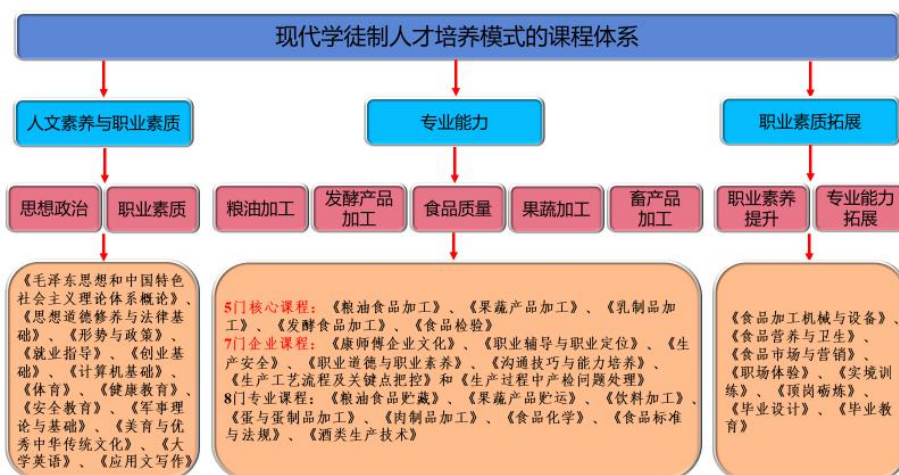 现代学徒制人才培养模式的课程体系
人文素养与职业素质
专业能力
职业素质拓展
思想政治
职业素质
粮油加工
发酵产品
加工
食品质量
果蔬加工
畜产品
加工
职业素养
提升
专业能力
拓展
《毛泽东思想和中国特色
社会主义理论体系概论》、
《思想道德修养与法律基
础》、《形势与政策》、
《就业指导》、《创业基
础》、《计算机基础》、
《体育》、《健康教育》、
《安全教育》、《军事理
论与基础》、《美育与优
秀中华传统文化》、《大
学英语》、《应用文写作》
5门核心课程：《粮油食品加工》、《果蔬产品加工》、《乳制品加
工》、《发酵食品加工》、《食品检验》
7门企业课程：《康师傅企业文化》、《职业辅导与职业定位》、《生
产安全》、《职业道德与职业素养》、《沟通技巧与能力培养》、
《生产工艺流程及关键点把控》和《生产过程中产检问题处理》
8门专业课程：《粮油食品贮藏》、《果蔬产品贮运》、《饮料加工》、
《蛋与蛋制品加工》、《肉制品加工》、《食品化学》、《食品标准
与法规》、《酒类生产技术》
《食品加工机械与设备》、
《食品营养与卫生》、
《食品市场与营销》、
《职场体验》、《实境训
练》、《顶岗砺炼》、
《毕业设计》、《毕业教
育》